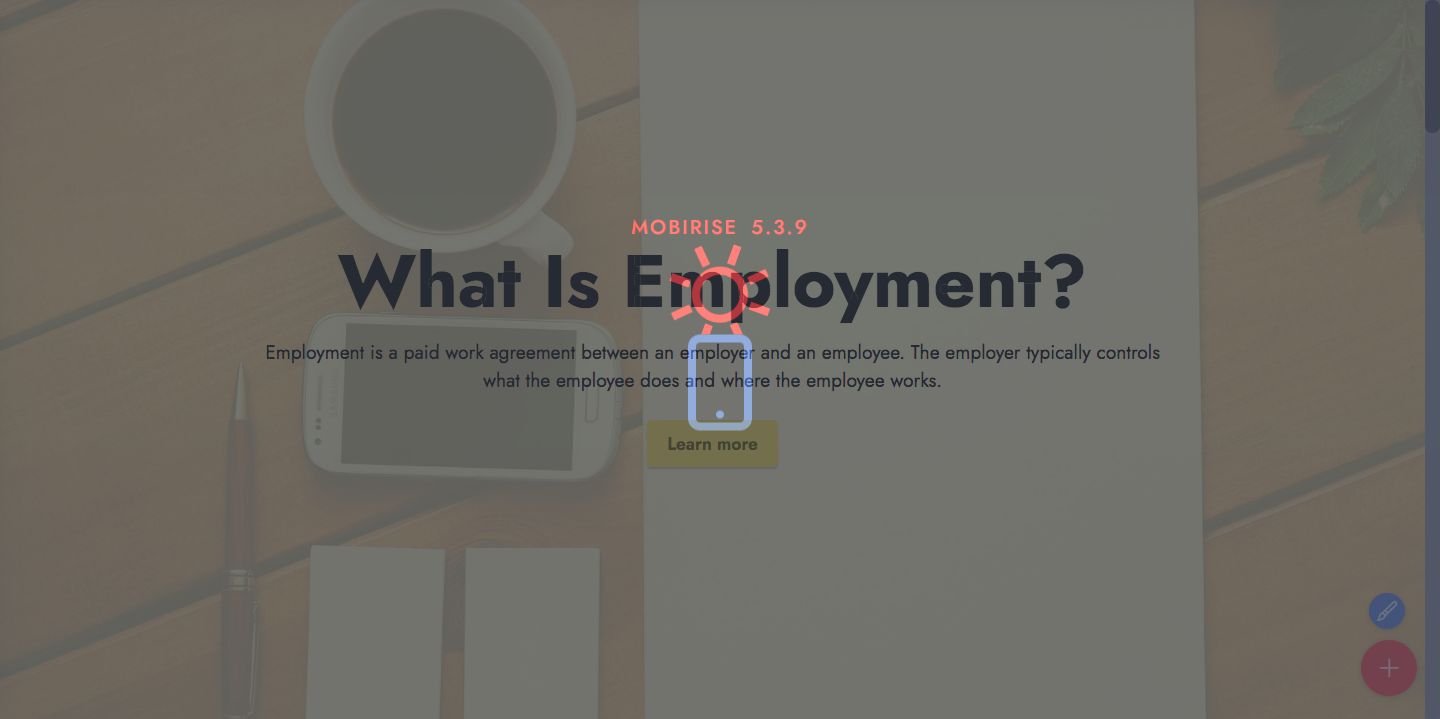 MOBIRISE 5.3.9
What Is Employment?
Employment is a paid work agreement between an employer and an employee. The employer typically controls
what the employee does and where the employee works.
Learn more
SAMSUNG